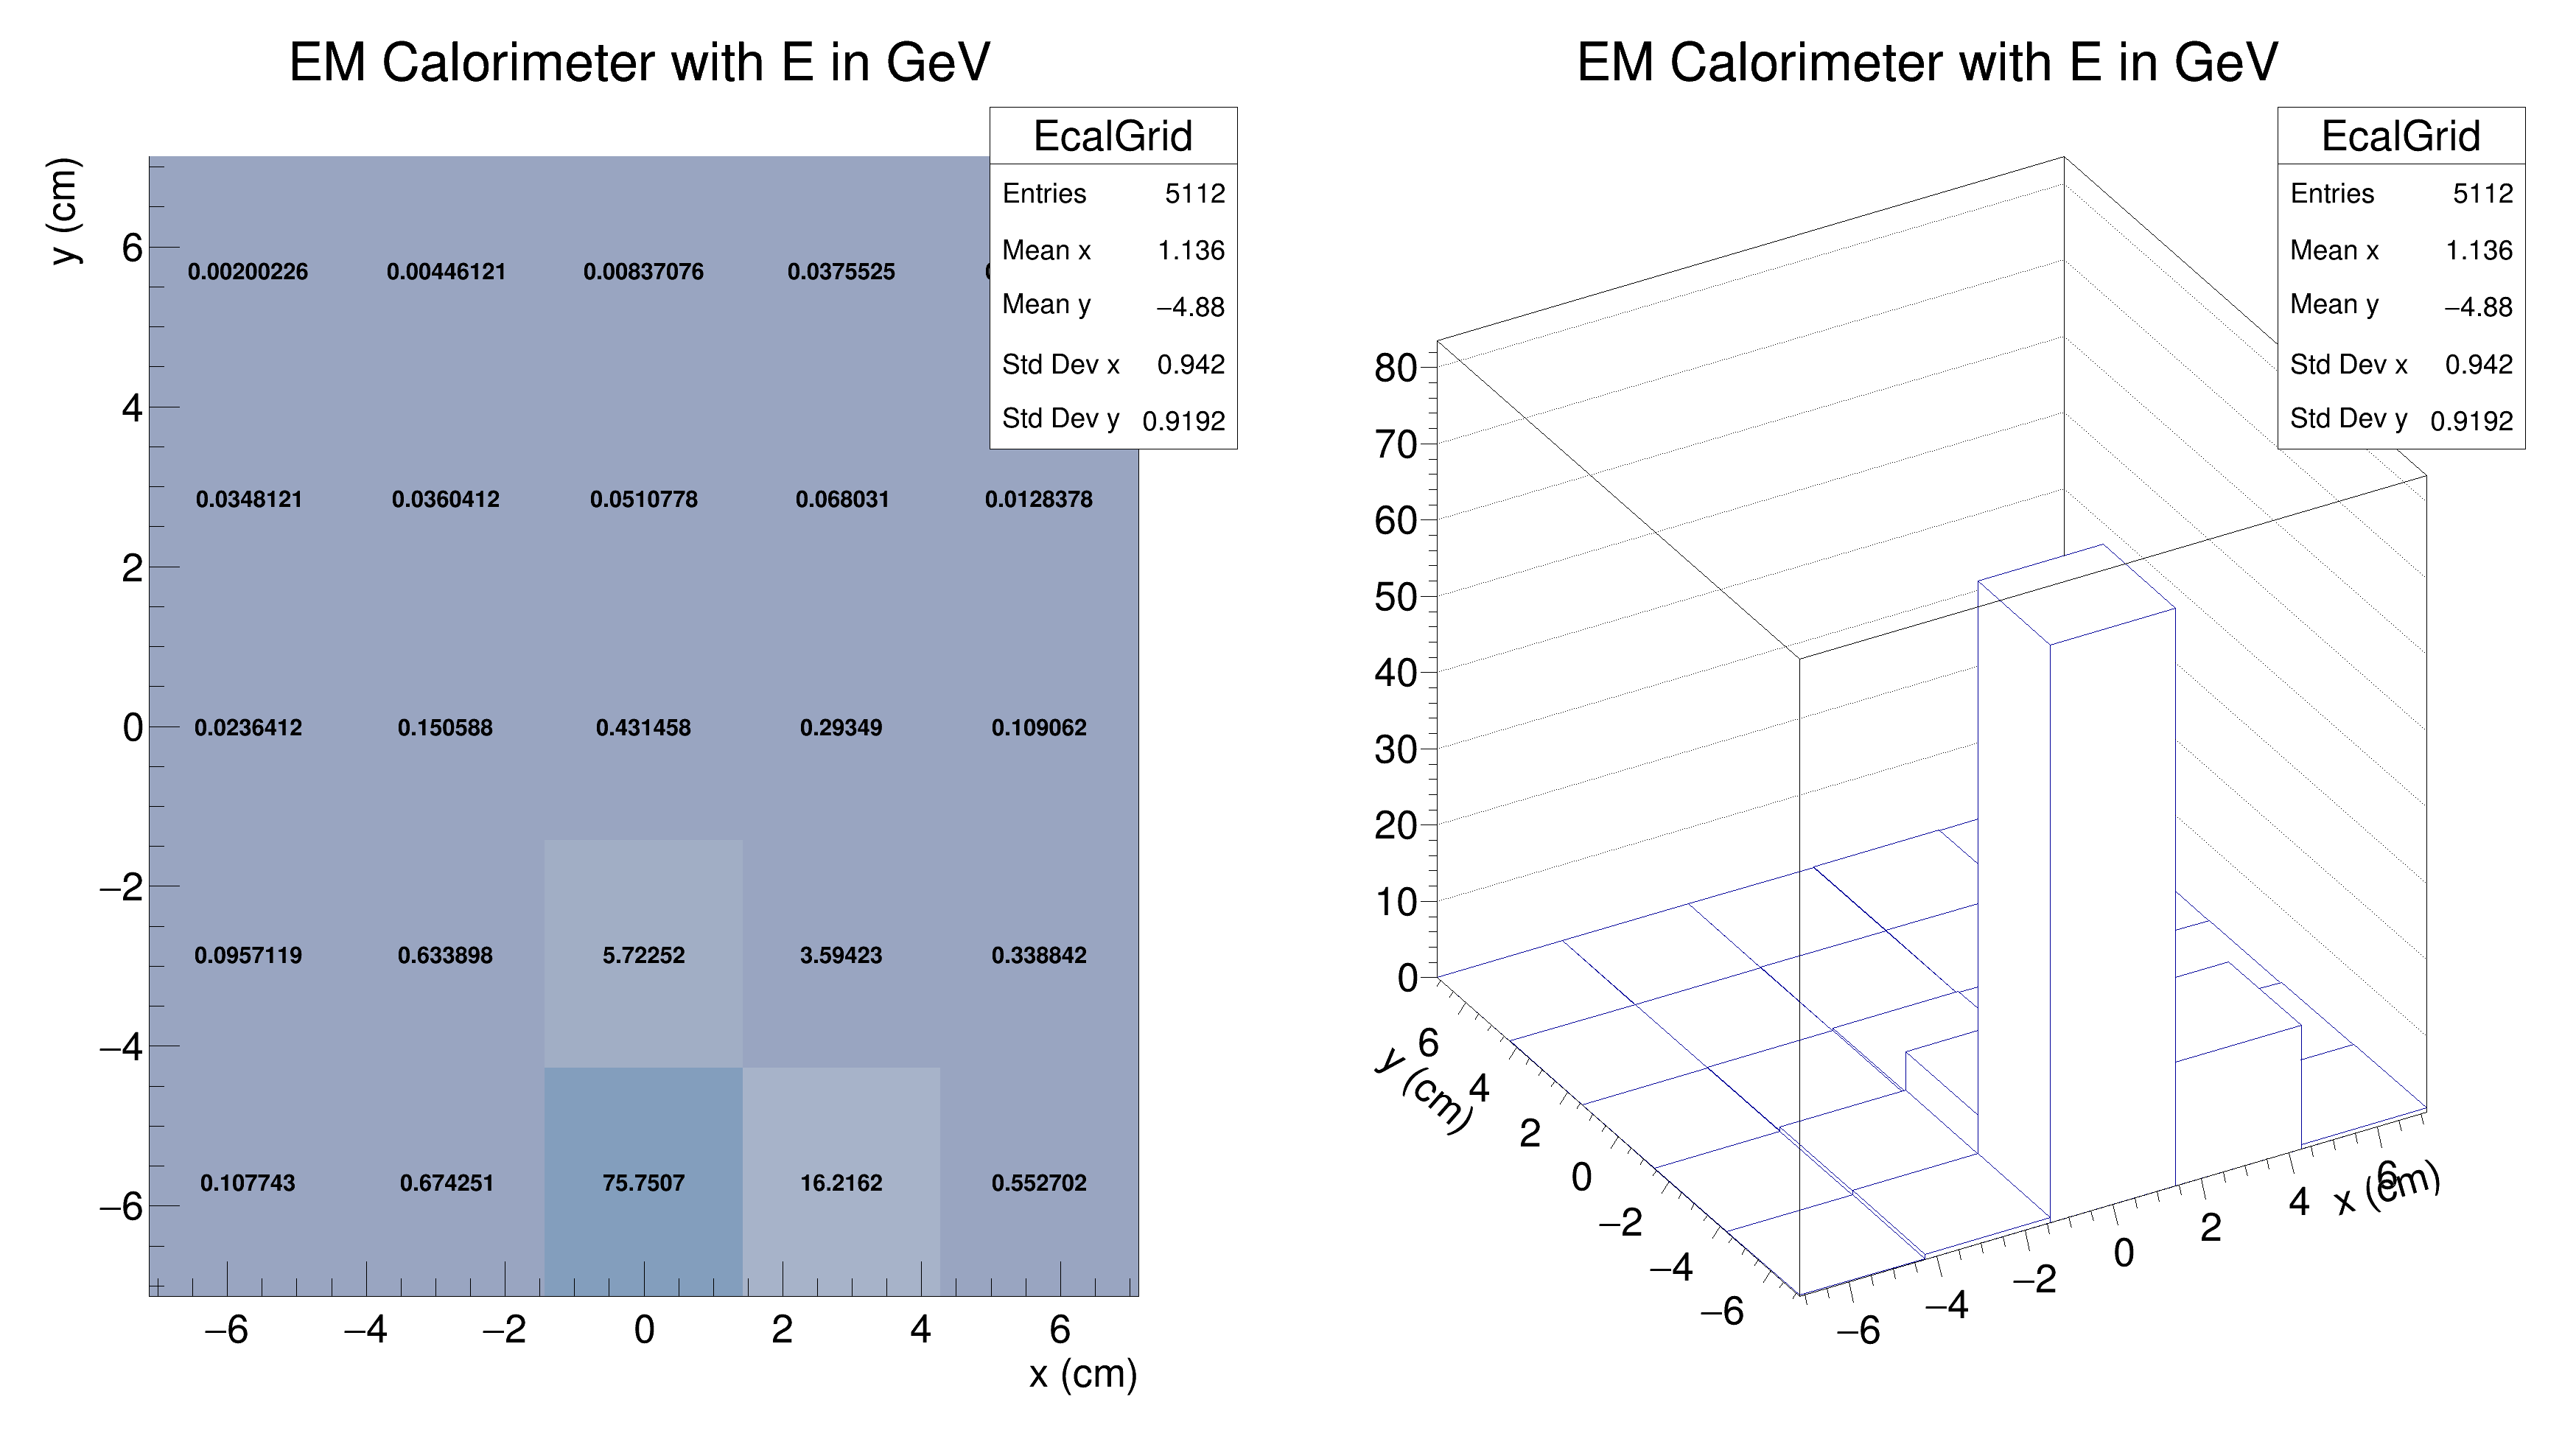 EM Calorimeter with E in GeV
EcalGrid
Entries 5112
Mean x 1.136
Mean y −4.88
Std Dev x 0.942
Std Dev y 0.9192
y (cm)
6
4
2
0
−2
−4
−6
0.00200226 0.00446121 0.00837076 0.0375525
0.0348121 0.0360412 0.0510778 0.068031 0.0128378
0.0236412 0.150588 0.431458 0.29349 0.109062
0.0957119 0.633898 5.72252 3.59423 0.338842
0.107743 0.674251 75.7507 16.2162 0.552702
−6 −4 −2 0 2 4 6
x (cm)
EM Calorimeter with E in GeV
EcalGrid
Entries 5112
Mean x 1.136
Mean y −4.88
Std Dev x 0.942
Std Dev y 0.9192
80
70
60
50
40
30
20
10
0
y (cm)
6
4
2
0
−2
−4
−6
−6
−4
−2
0
2
4
6
x (cm)